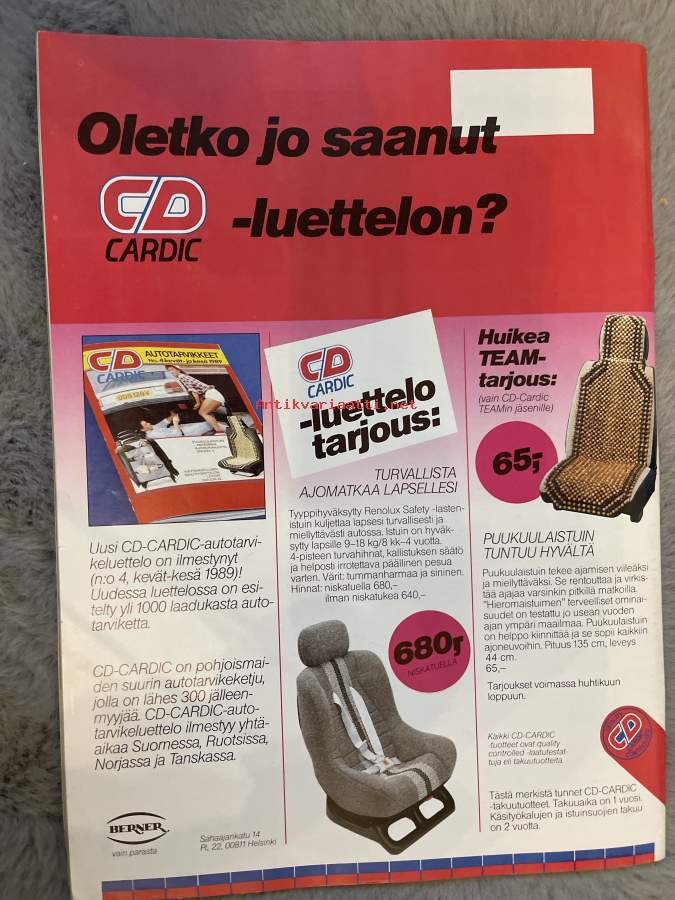 Oletko jo saanut
CD
CARDIC
-luettelon?
CD
CARDIC
AUTOTARVIKKEET
No. 4 kevät- ja kesä 1989
Uusi CD-CARDIC-autotarvi-
keluettelo on ilmestynyt
(n:o 4, kevät-kesä 1989)!
Uudessa luettelossa on esi-
telty yli 1000 laadukasta auto-
tarviketta.
CD-CARDIC on pohjoismai-
den suurin autotarvikeketju,
jolla on lähes 300 jälleen-
myyjää. CD-CARDIC-auto-
tarvikeluettelo ilmestyy yhtä-
aikaa Suomessa, Ruotsissa,
Norjassa ja Tanskassa.
BERNER
vain parasta
Sahaajankatu 14
PL 22, 00811 Helsinki
CD
CARDIC
-luettelo
tarjous:
antikvariaatti.net
TURVALLISTA
AJOMATKAA LAPSELLESI
Tyyppihyväksytty Renolux Safety -lasten-
istuin kuljettaa lapsesi turvallisesti ja
miellyttävästi autossa. Istuin on hyväk-
sytty lapsille 9–18 kg/8 kk–4 vuotta.
4-pisteen turvahihnat, kallistuksen säätö
ja helposti irrotettava päällinen pesua
varten. Värit: tummanharmaa ja sininen.
Hinnat: niskatuella 680,–
ilman niskatukea 640,–
680,-
NISKATUELLA
Huikea
TEAM-
tarjous:
(vain CD-Cardic
TEAMin jäsenille)
65,-
PUUKUULAISTUIN
TUNTUU HYVÄLTÄ
Puukuulaistuin tekee ajamisen viileäksi
ja miellyttäväksi. Se rentouttaa ja virkis-
tää ajajaa varsinkin pitkillä matkoilla.
"Hieromaistuimen" terveelliset ominai-
suudet on testattu jo usean vuoden
ajan ympäri maailmaa. Puukuulaistuin
on helppo kiinnittää ja se sopii kaikkiin
ajoneuvoihin. Pituus 135 cm, leveys
44 cm.
65,–
Tarjoukset voimassa huhtikuun
loppuun.
Kaikki CD-CARDIC
-tuotteet ovat quality
controlled -laatutestat-
tuja eli takuutuotteita.
CD
Tästä merkistä tunnet CD-CARDIC
-takuutuotteet. Takuuaika on 1 vuosi.
Käsityökalujen ja istuinsuojien takuu
on 2 vuotta.